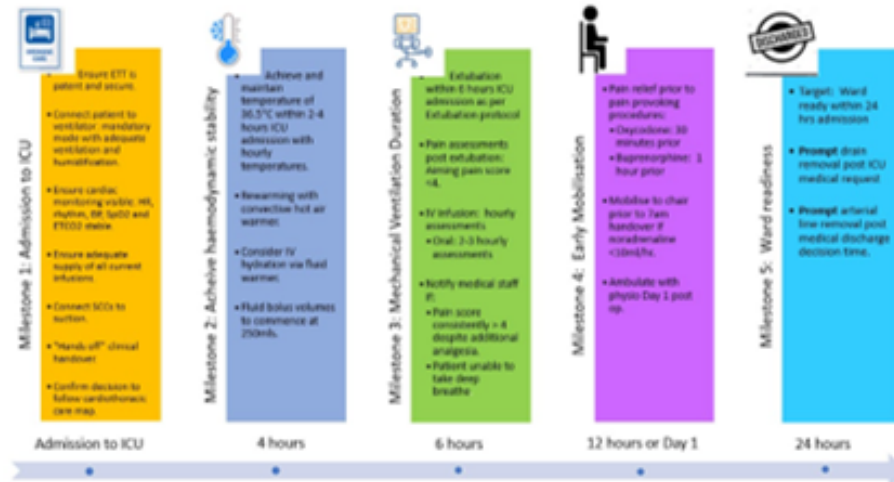 DISCHARGED
Milestone 1: Admission to ICU
Ensure ETT is
patent and secure.
• Connect patient to
ventilator: mandatory
mode with adequate
ventilation and
humidification.
• Ensure cardiac
monitoring visible: HR,
rhythm, BP, SpO2 and
ETCO2 visible.
• Ensure adequate
supply of all current
infusions
• Connect SCCs to
suction.
• "Hands off" clinical
handover
• Confirm decision to
follow cardiothoracic
care map.
Milestone 2: Acheive haemodynamic stability
Achieve and
maintain
temperature of
36.5°C within 2-4
hours ICU
admission with
hourly
temperatures.
• Rewarming with
convective hot air
warmer.
• Consider IV
hydration via fluid
warmer.
• Fluid bolus volumes
to commence at
250mls.
Milestone 3: Mechanical Ventilation Duration
Extubation
within 6 hours ICU
admission as per
Extubation protocol
• Pain assessments
post extubation:
Aiming pain score
<4.
• IV Infusion: hourly
assessments
• Oral: 2-3 hourly
assessments
• Notify medical staff
if:
• Pain score
consistently > 4
despite additional
analgesia.
• Patient unable to
take deep
breathe
Milestone 4: Early Mobilisation
• Pain relief prior to
pain provoking
procedures:
• Oxycodone: 30
minutes prior
• Buprenorphine: 1
hour prior
• Mobilise to chair
prior to 7am
handover if
noradrenaline
<10ml/hr.
• Ambulate with
physio Day 1 post
op.
Milestone 5: Ward readiness
• Target: Ward
ready within 24
hrs admission
• Prompt drain
removal post ICU
medical request
• Prompt arterial
line removal post
medical discharge
decision time.
Admission to ICU
4 hours
6 hours
12 hours or Day 1
24 hours